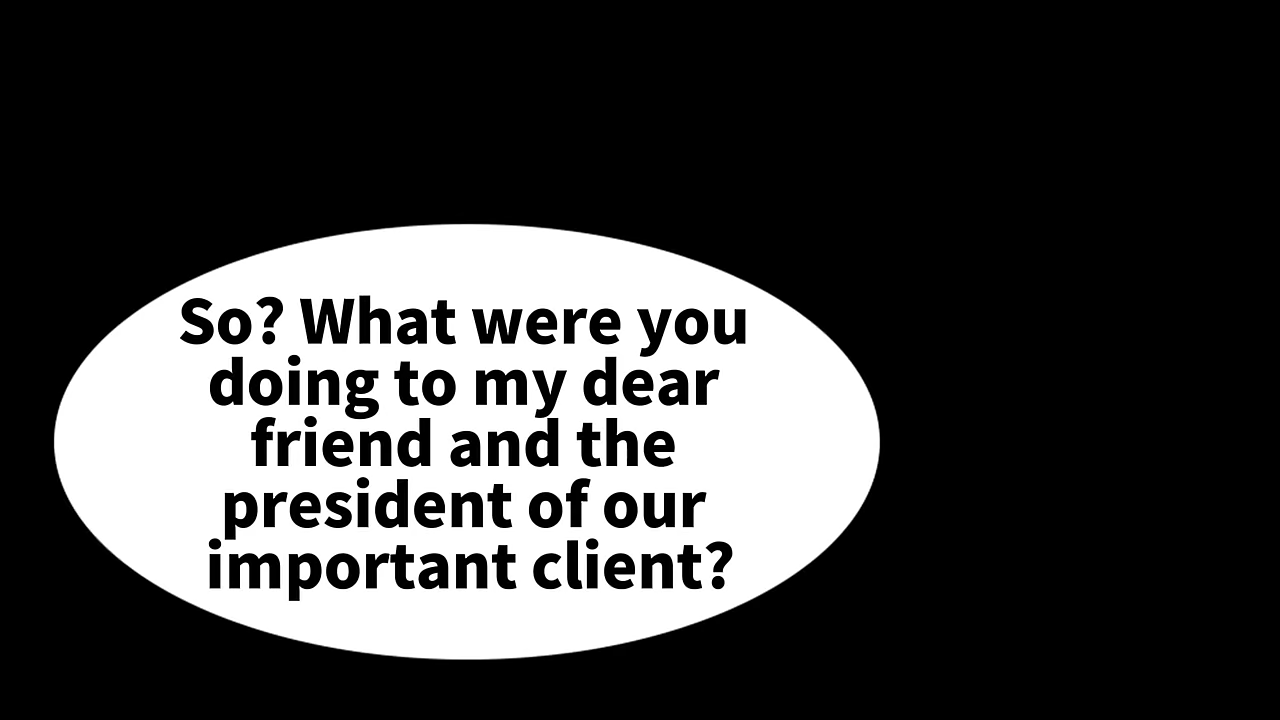 So? What were you
doing to my dear
friend and the
president of our
important client?